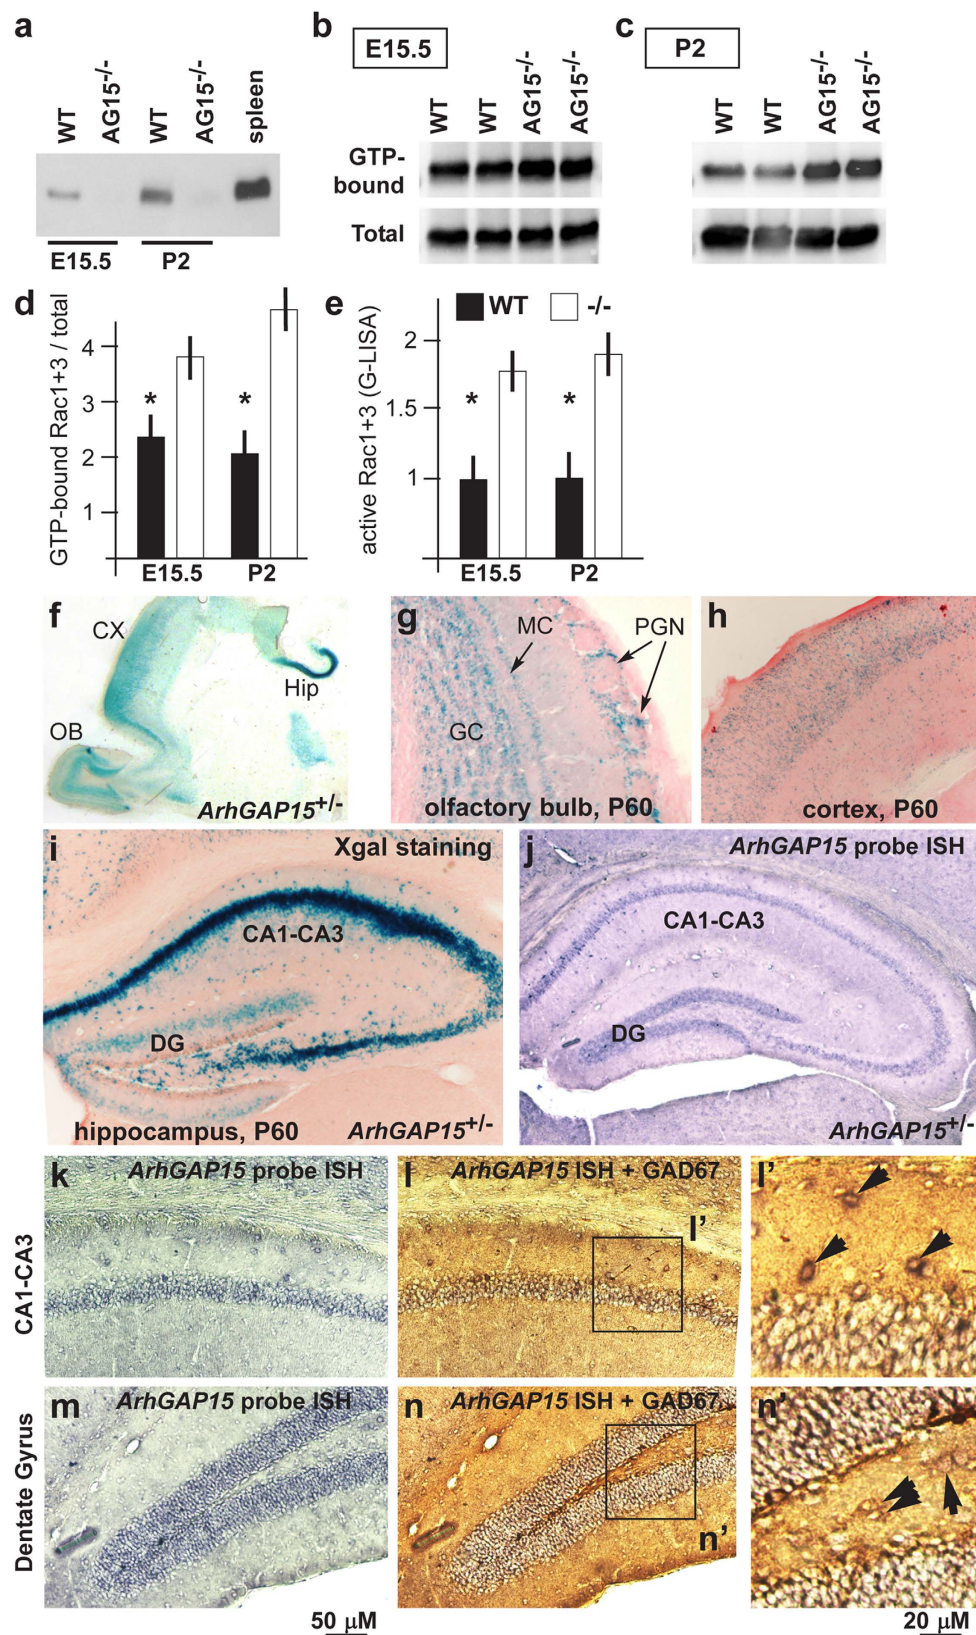 a
WT
AG15-/-
WT
AG15-/-
spleen
E15.5
P2
b
E15.5
WT
WT
AG15-/-
AG15-/-
GTP-
bound
Total
c
P2
WT
WT
AG15-/-
AG15-/-
d
GTP-bound Rac1+3 / total
4
3
2
1
*
*
E15.5
P2
e
WT
-/-
active Rac1+3 (G-LISA)
2
1.5
1
*
*
E15.5
P2
f
CX
Hip
OB
ArhGAP15+/-
g
MC
PGN
GC
olfactory bulb, P60
h
cortex, P60
i
Xgal staining
CA1-CA3
DG
hippocampus, P60
ArhGAP15+/-
j
ArhGAP15 probe ISH
CA1-CA3
DG
ArhGAP15+/-
CA1-CA3
k
ArhGAP15 probe ISH
l
ArhGAP15 ISH + GAD67
l’
l’
Dentate Gyrus
m
ArhGAP15 probe ISH
n
ArhGAP15 ISH + GAD67
n’
n’
50 μM
20 μM